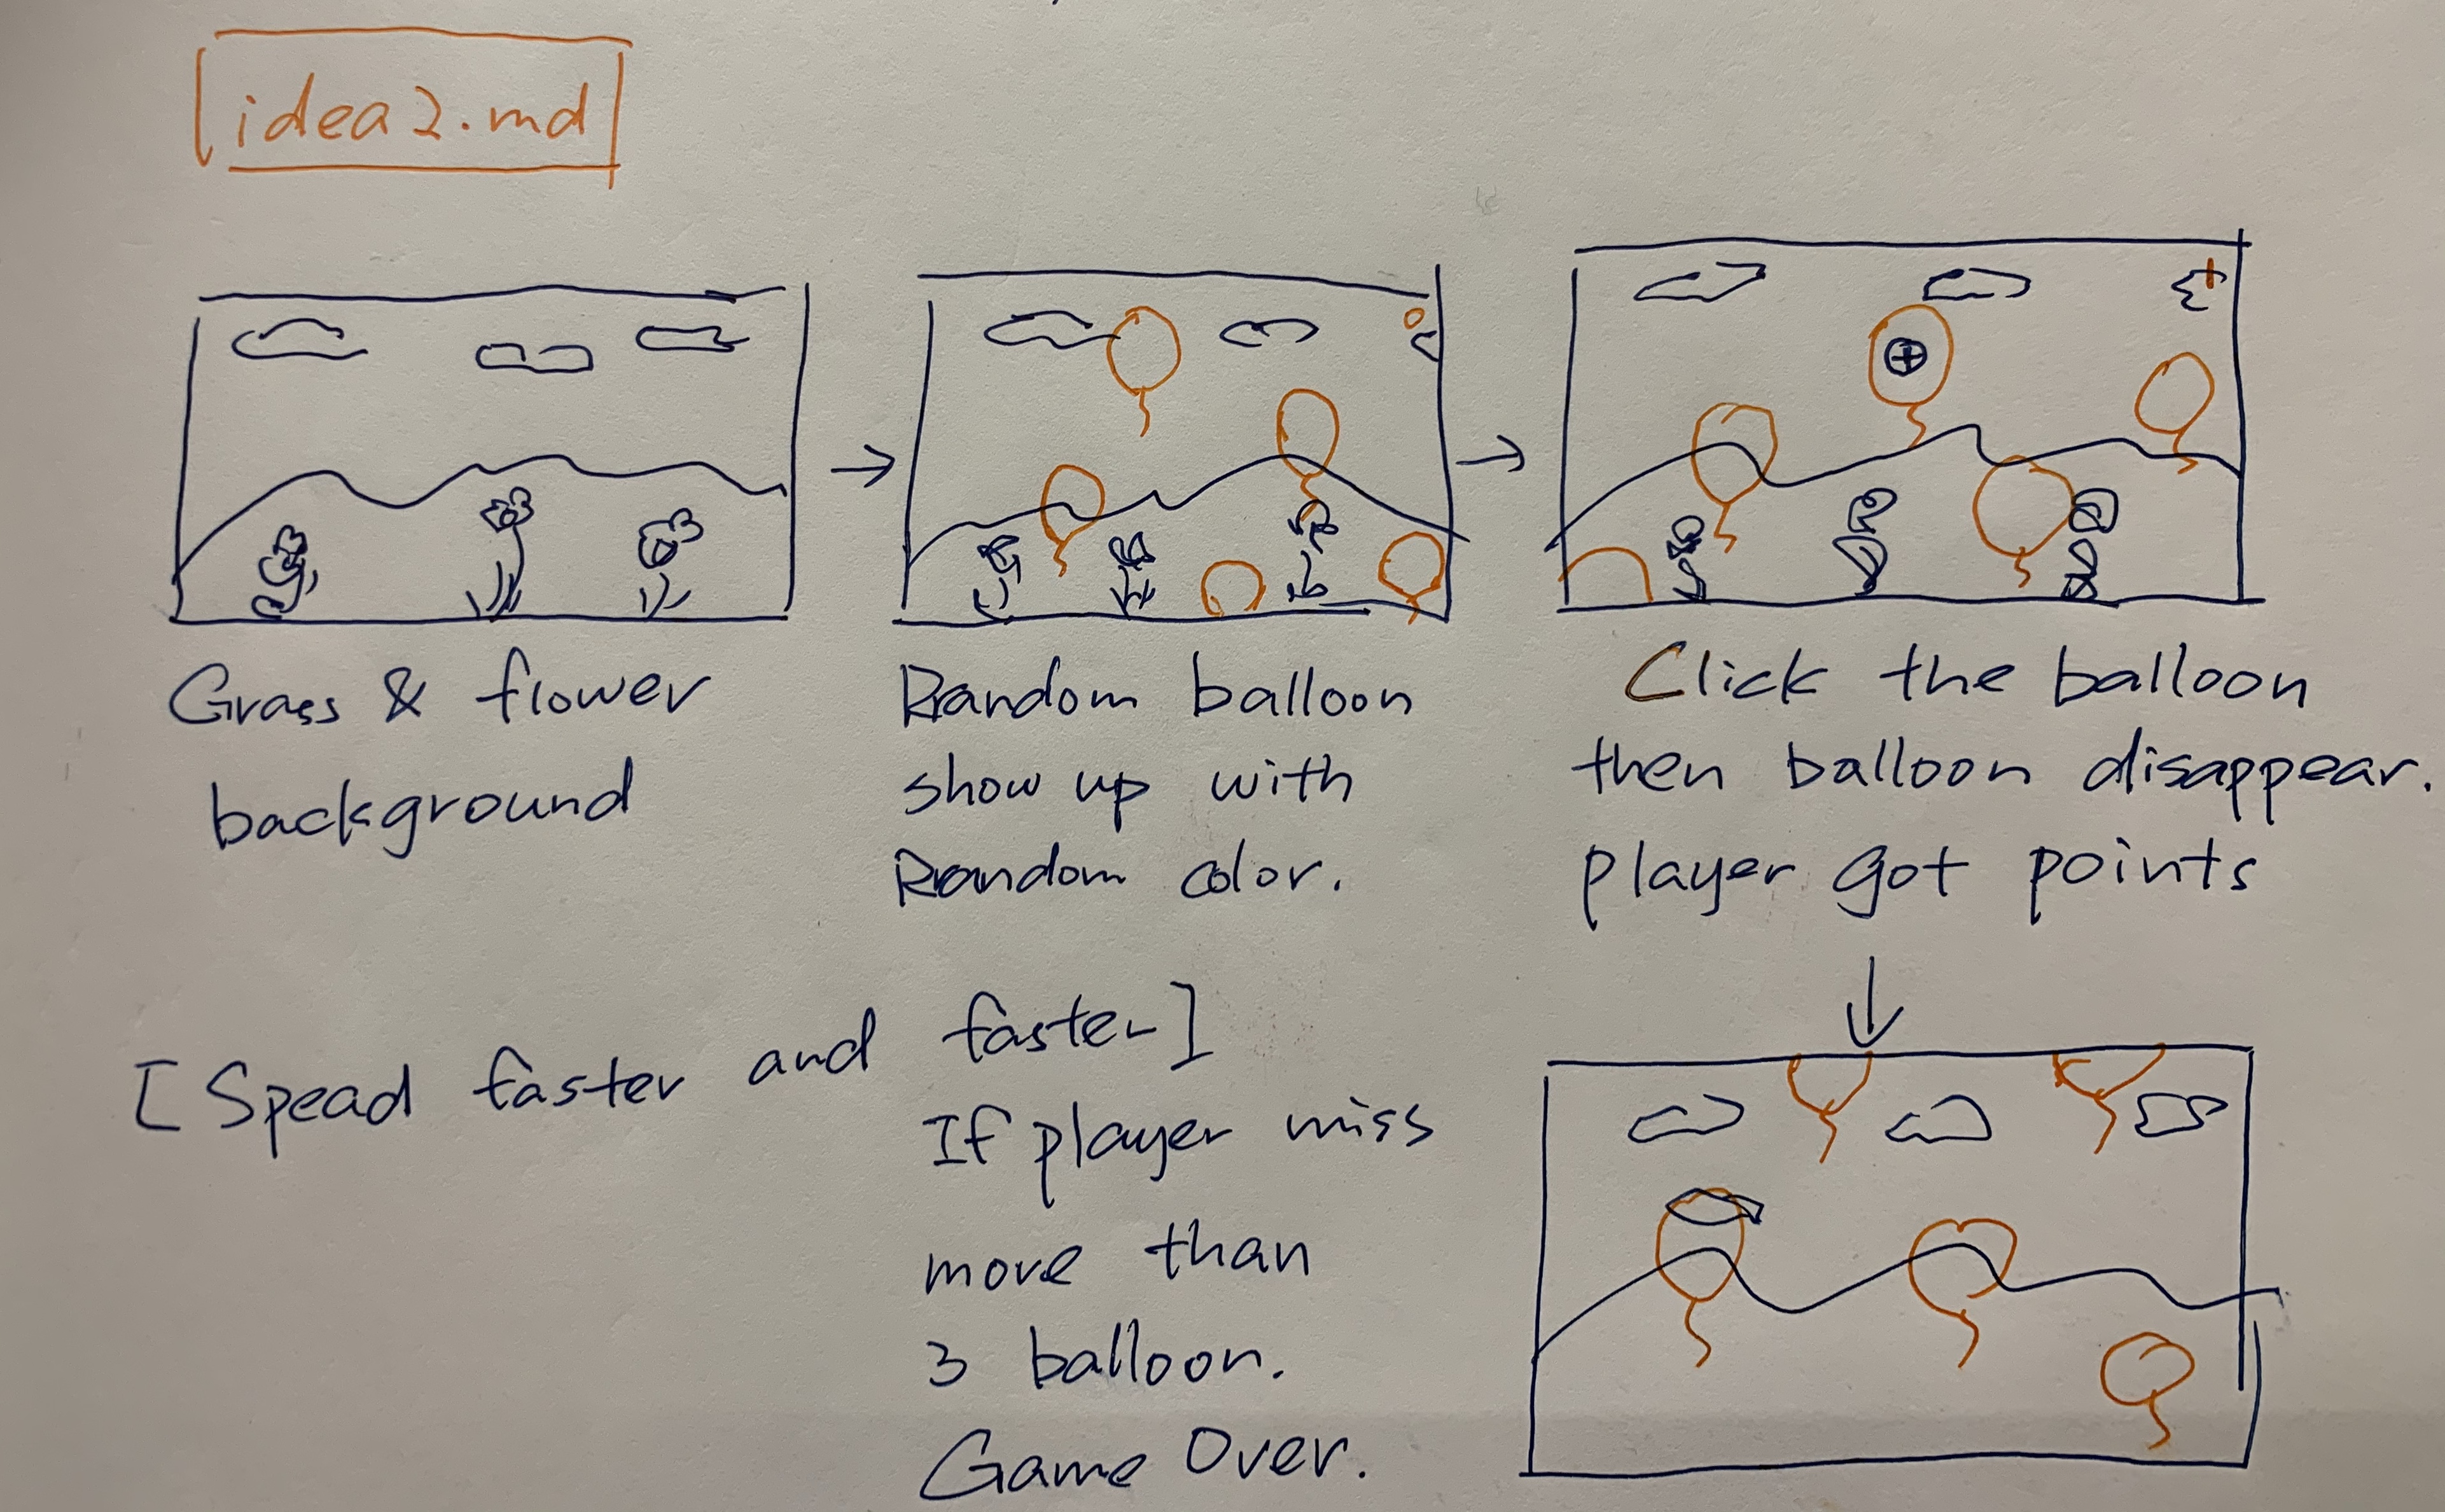 idea2.md
Grass & flower
background
Random balloon
show up with
Random color.
Click the balloon
then balloon disappear.
player got points
[Spead faster and faster]
If player miss
more than
3 balloon.
Game Over.